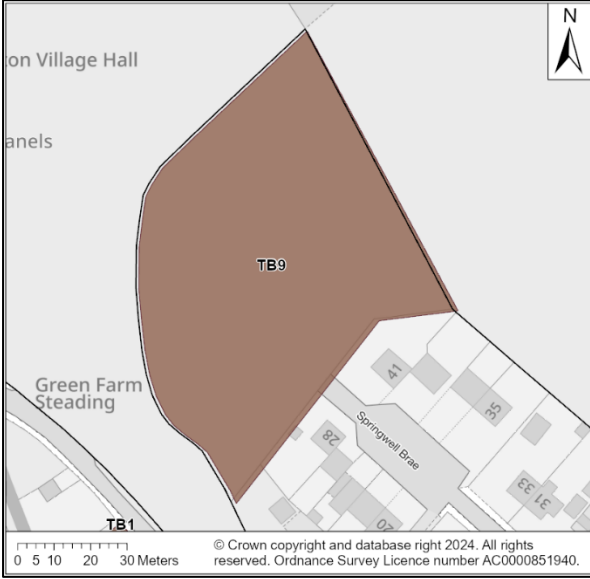 N
on Village Hall
anels
TB9
Green Farm
Steading
41
35
Springwell Brae
28
31 33
20
TB1
0 5 10 20 30 Meters
© Crown copyright and database right 2024. All rights
reserved. Ordnance Survey Licence number AC0000851940.